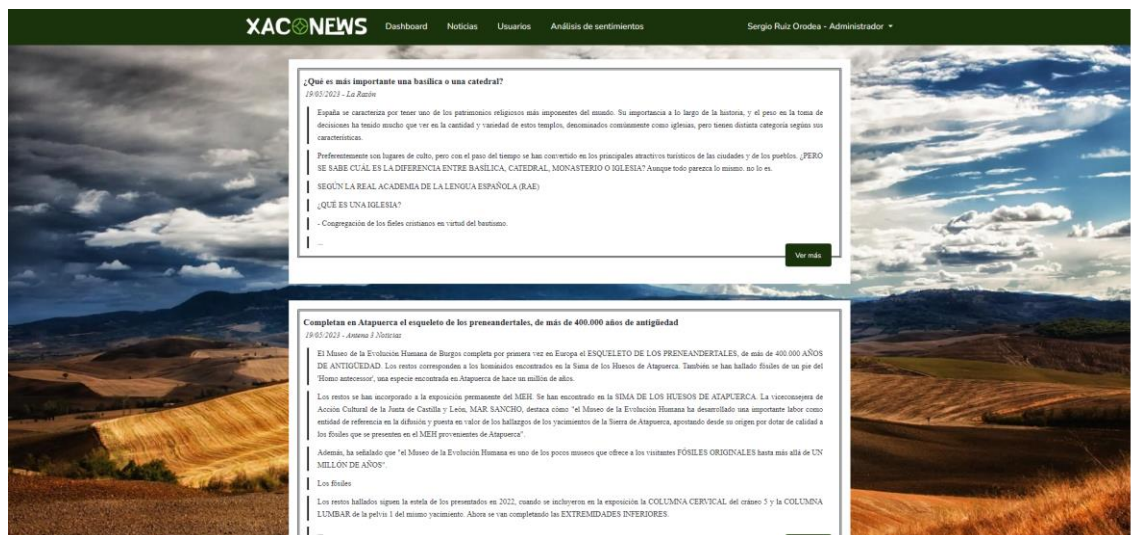 XACONEWS Dashboard Noticias Usuarios Análisis de sentimientos Sergio Ruiz Orodea - Administrador
¿Qué es más importante una basílica o una catedral?
19/05/2023 - La Razón
España se caracteriza por tener uno de los patrimonios religiosos más imponentes del mundo. Su importancia a lo largo de la historia, y el peso en la toma de
decisiones ha tenido mucho que ver en la cantidad y variedad de estos templos, denominados comúnmente como iglesias, pero tienen distinta categoría segúns sus
características.
Preferentemente son lugares de culto, pero con el paso del tiempo se han convertido en los principales atractivos turísticos de las ciudades y de los pueblos. ¿PERO
SE SABE CUÁL ES LA DIFERENCIA ENTRE BASÍLICA, CATEDRAL, MONASTERIO O IGLESIA? Aunque todo parezca lo mismo. no lo es.
SEGÚN LA REAL ACADEMIA DE LA LENGUA ESPAÑOLA (RAE)
¿QUÉ ES UNA IGLESIA?
- Congregación de los fieles cristianos en virtud del bautismo.
...
Ver más
Completan en Atapuerca el esqueleto de los preneandertales, de más de 400.000 años de antigüedad
19/05/2023 - Antena 3 Noticias
El Museo de la Evolución Humana de Burgos completa por primera vez en Europa el ESQUELETO DE LOS PRENEANDERTALES, de más de 400.000 AÑOS
DE ANTIGÜEDAD. Los restos corresponden a los homínidos encontrados en la Sima de los Huesos de Atapuerca. También se han hallado fósiles de un pie del
'Homo antecessor', una especie encontrada en Atapuerca de hace un millón de años.
Los restos se han incorporado a la exposición permanente del MEH. Se han encontrado en la SIMA DE LOS HUESOS DE ATAPUERCA. La viceconsejera de
Acción Cultural de la Junta de Castilla y León, MAR SANCHO, destaca cómo "el Museo de la Evolución Humana ha desarrollado una importante labor como
entidad de referencia en la difusión y puesta en valor de los hallazgos de los yacimientos de la Sierra de Atapuerca, apostando desde su origen por dotar de calidad a
los fósiles que se presenten en el MEH provenientes de Atapuerca".
Además, ha señalado que "el Museo de la Evolución Humana es uno de los pocos museos que ofrece a los visitantes FÓSILES ORIGINALES hasta más allá de UN
MILLÓN DE AÑOS".
Los fósiles
Los restos hallados siguen la estela de los presentados en 2022, cuando se incluyeron en la exposición la COLUMNA CERVICAL del cráneo 5 y la COLUMNA
LUMBAR de la pelvis 1 del mismo yacimiento. Ahora se van completando las EXTREMIDADES INFERIORES.
...